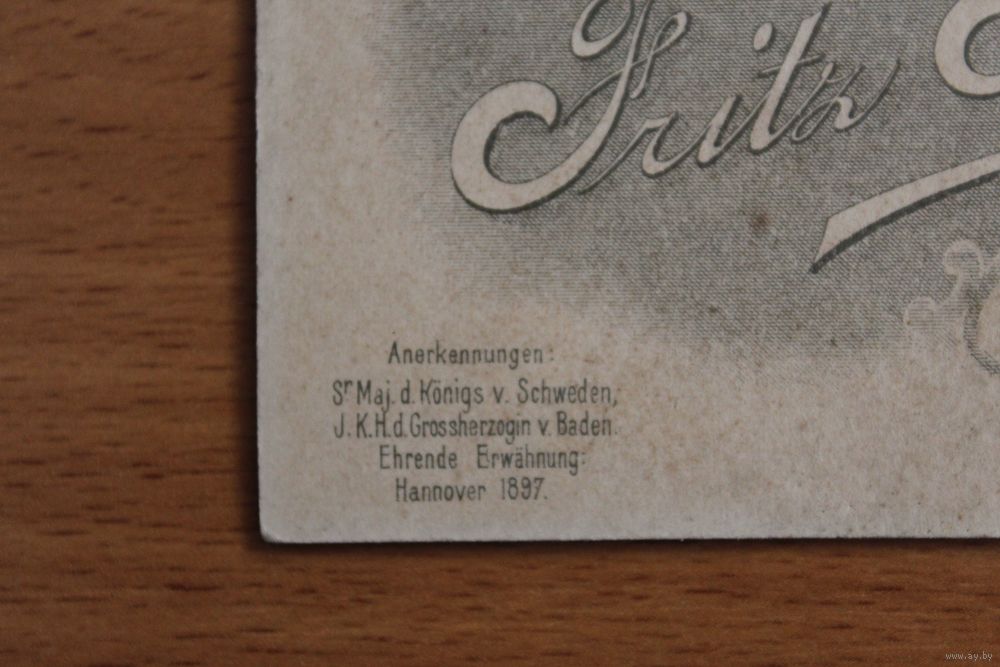 Fritz
Anerkennungen:
Sr Maj. d. Königs v. Schweden,
J. K. H. d. Grossherzogin v. Baden.
Ehrende Erwähnung:
Hannover 1897.
www.ay.by